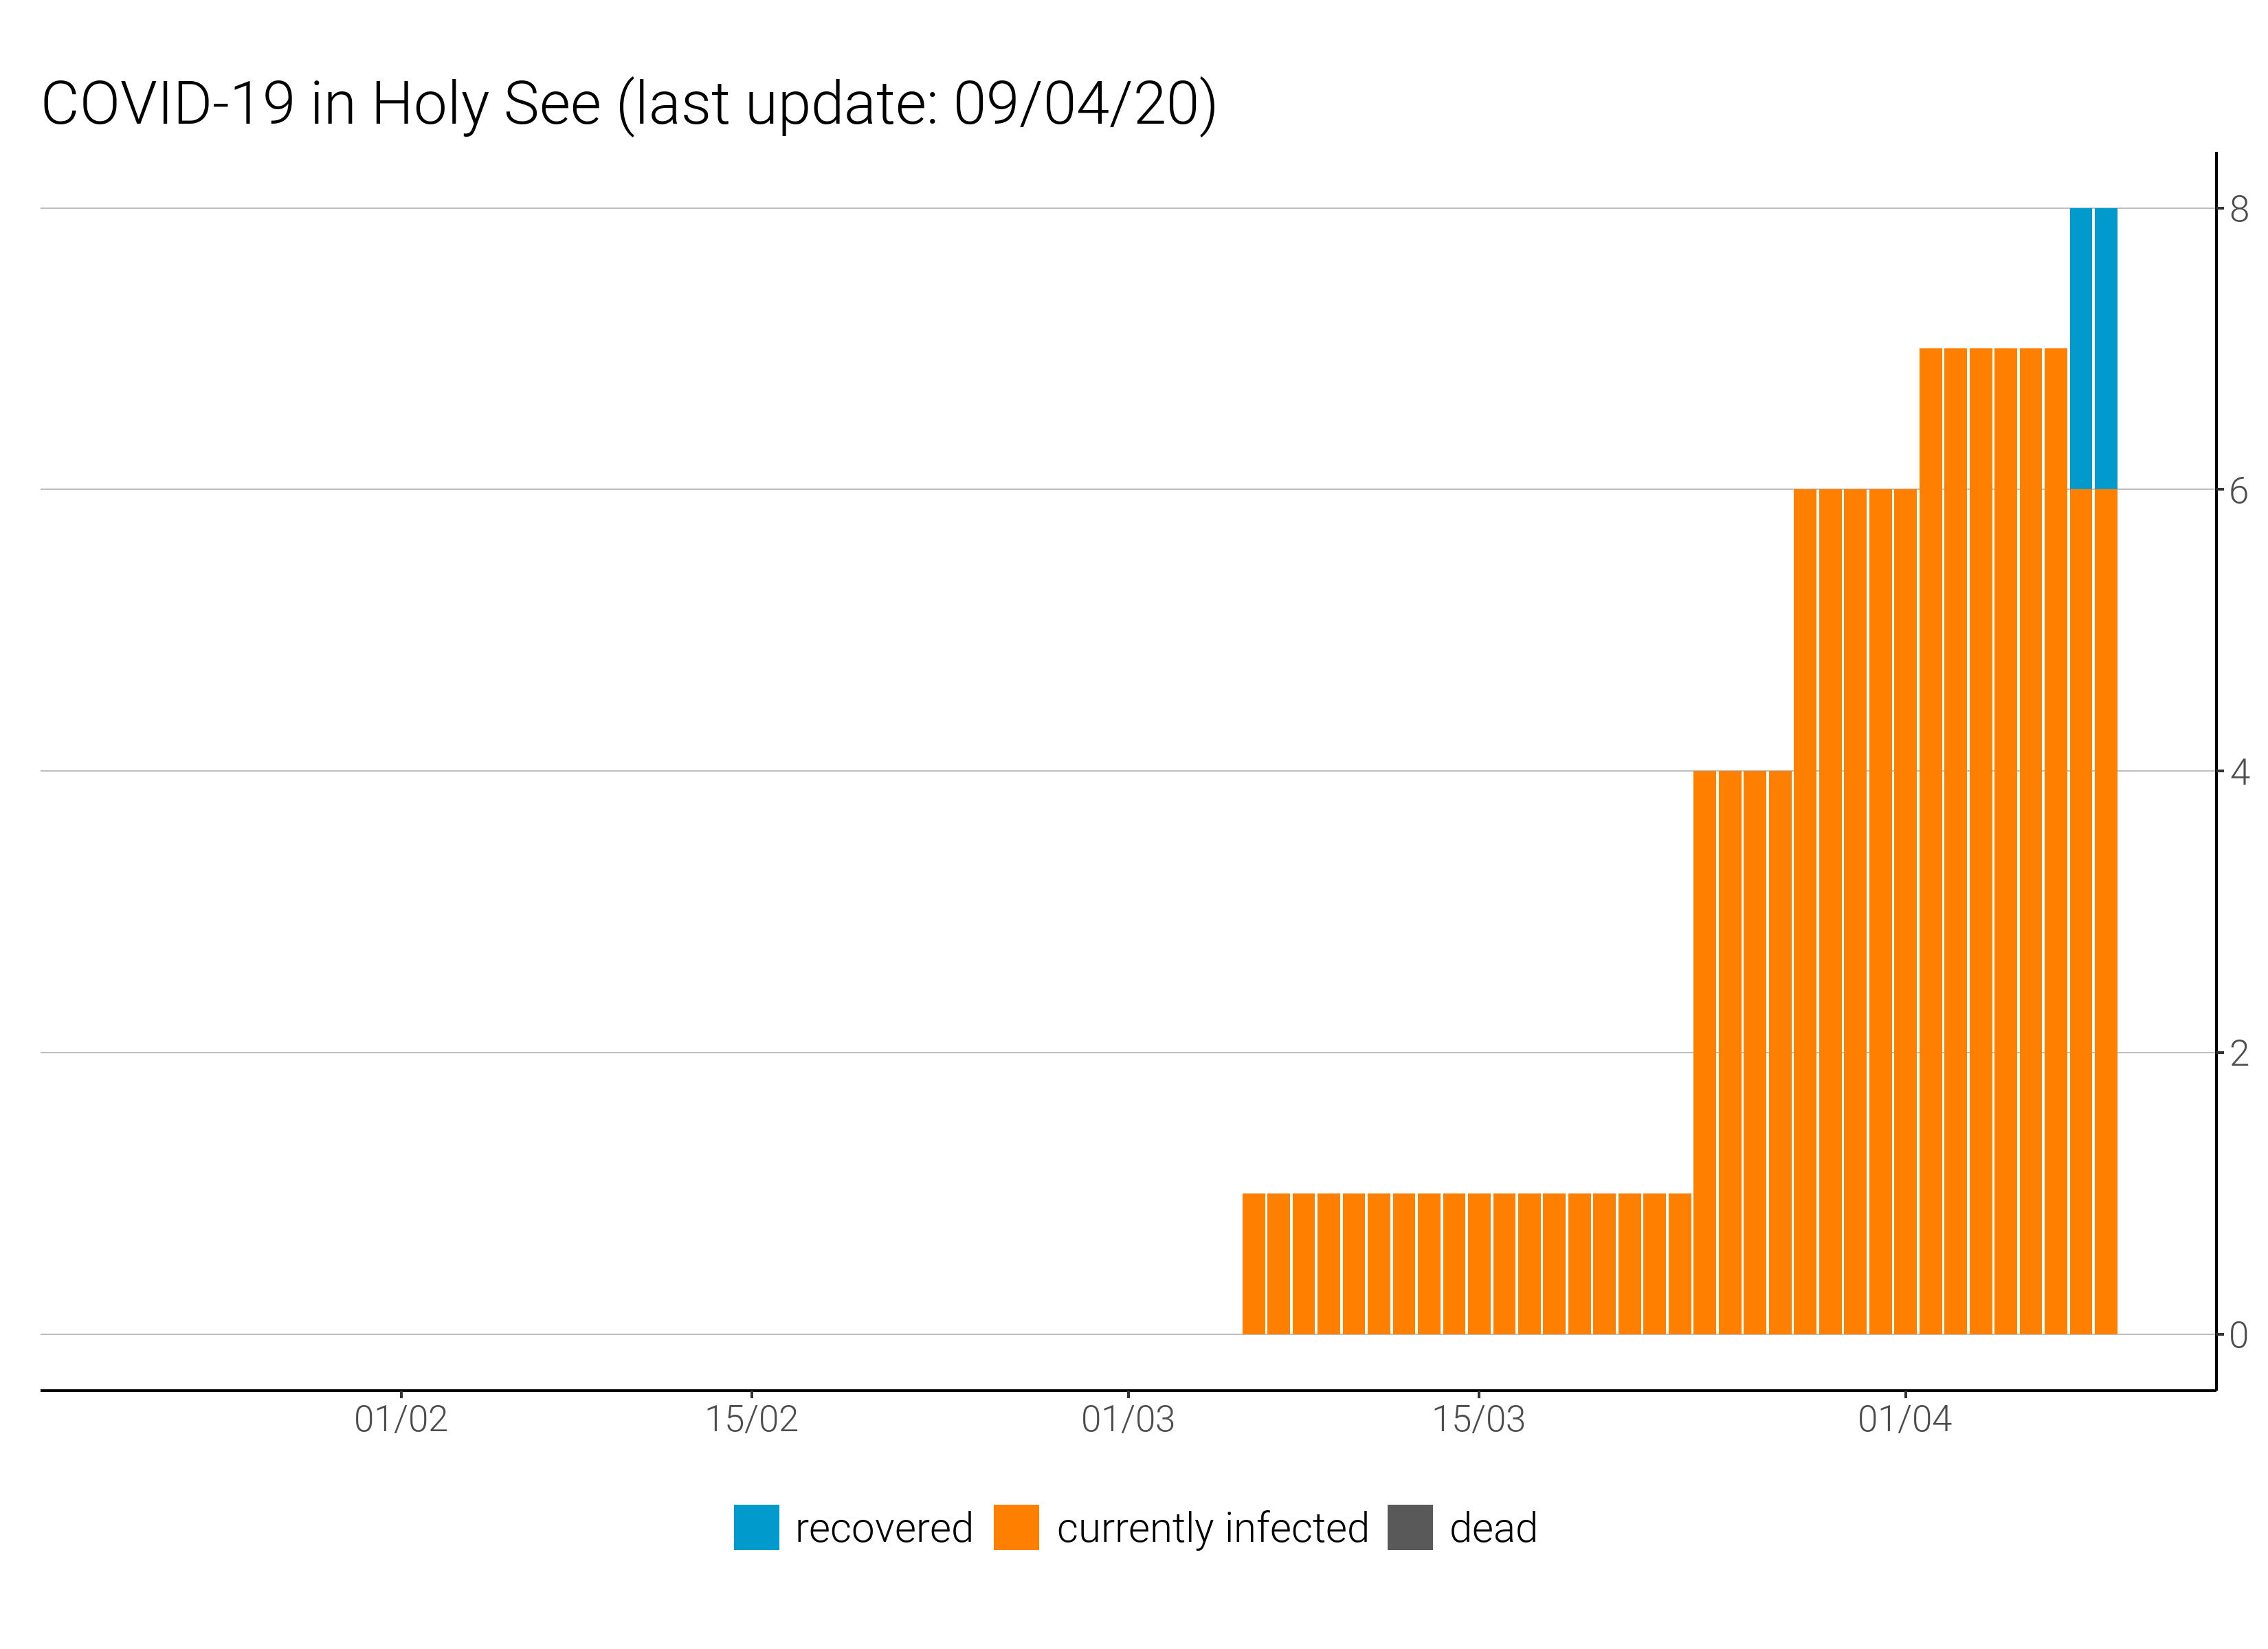 COVID-19 in Holy See (last update: 09/04/20)
8
6
4
2
0
01/02 15/02 01/03 15/03 01/04
recovered currently infected dead